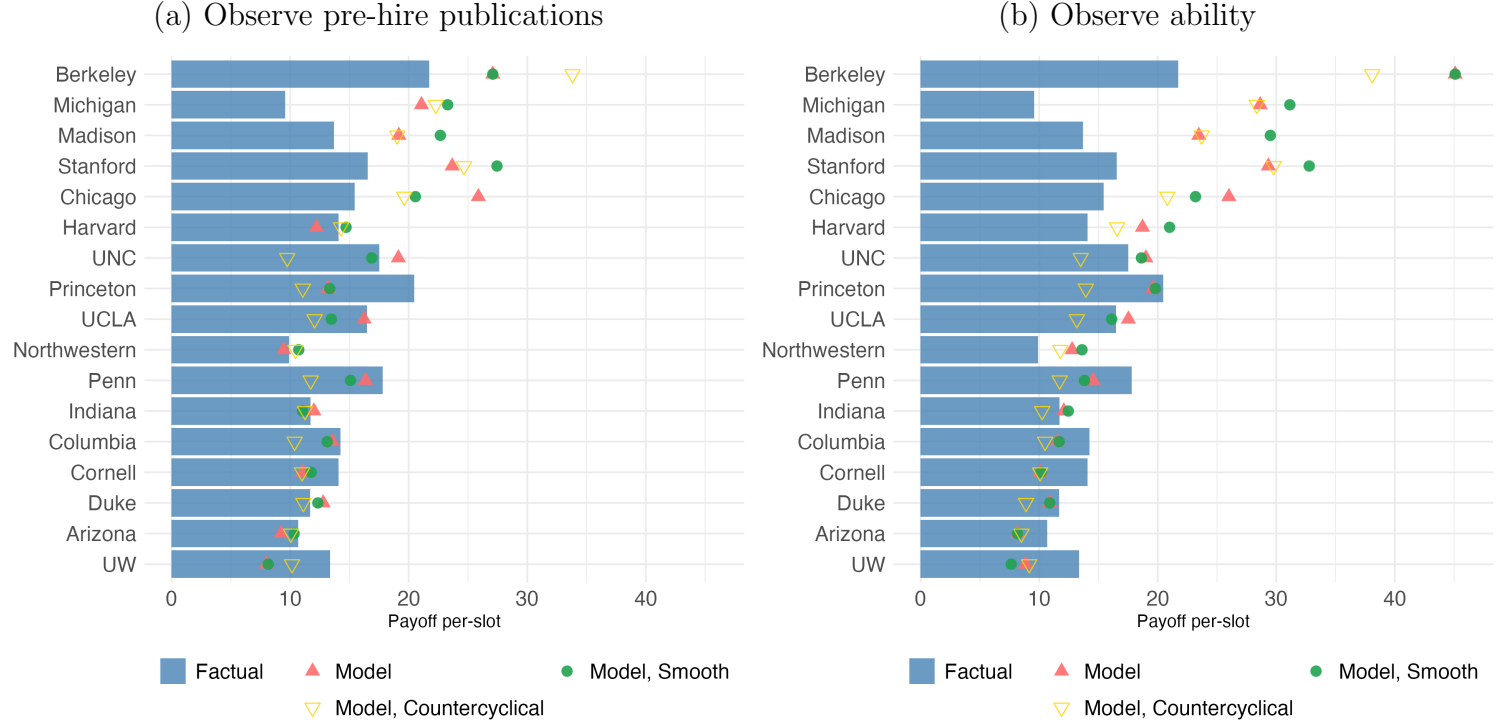 (a) Observe pre-hire publications
Berkeley
Michigan
Madison
Stanford
Chicago
Harvard
UNC
Princeton
UCLA
Northwestern
Penn
Indiana
Columbia
Cornell
Duke
Arizona
UW
0 10 20 30 40
Payoff per-slot
Factual Model Model, Smooth
Model, Countercyclical
(b) Observe ability
Berkeley
Michigan
Madison
Stanford
Chicago
Harvard
UNC
Princeton
UCLA
Northwestern
Penn
Indiana
Columbia
Cornell
Duke
Arizona
UW
0 10 20 30 40
Payoff per-slot
Factual Model Model, Smooth
Model, Countercyclical